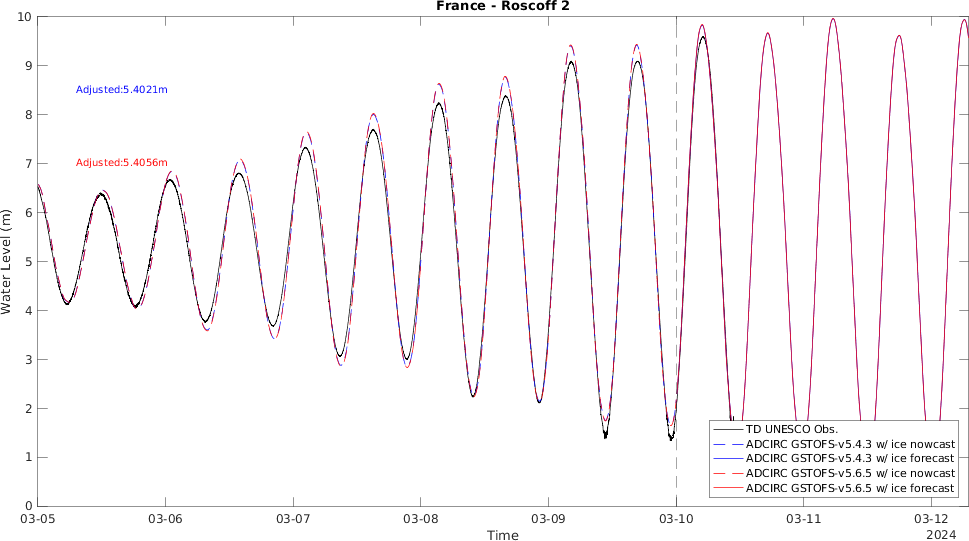 France - Roscoff 2
10
9
8
7
6
5
4
3
2
1
0
Water Level (m)
Adjusted:5.4021m
Adjusted:5.4056m
TD UNESCO Obs.
ADCIRC GSTOFS-v5.4.3 w/ ice nowcast
ADCIRC GSTOFS-v5.4.3 w/ ice forecast
ADCIRC GSTOFS-v5.6.5 w/ ice nowcast
ADCIRC GSTOFS-v5.6.5 w/ ice forecast
03-05 03-06 03-07 03-08 03-09 03-10 03-11 03-12
Time
2024